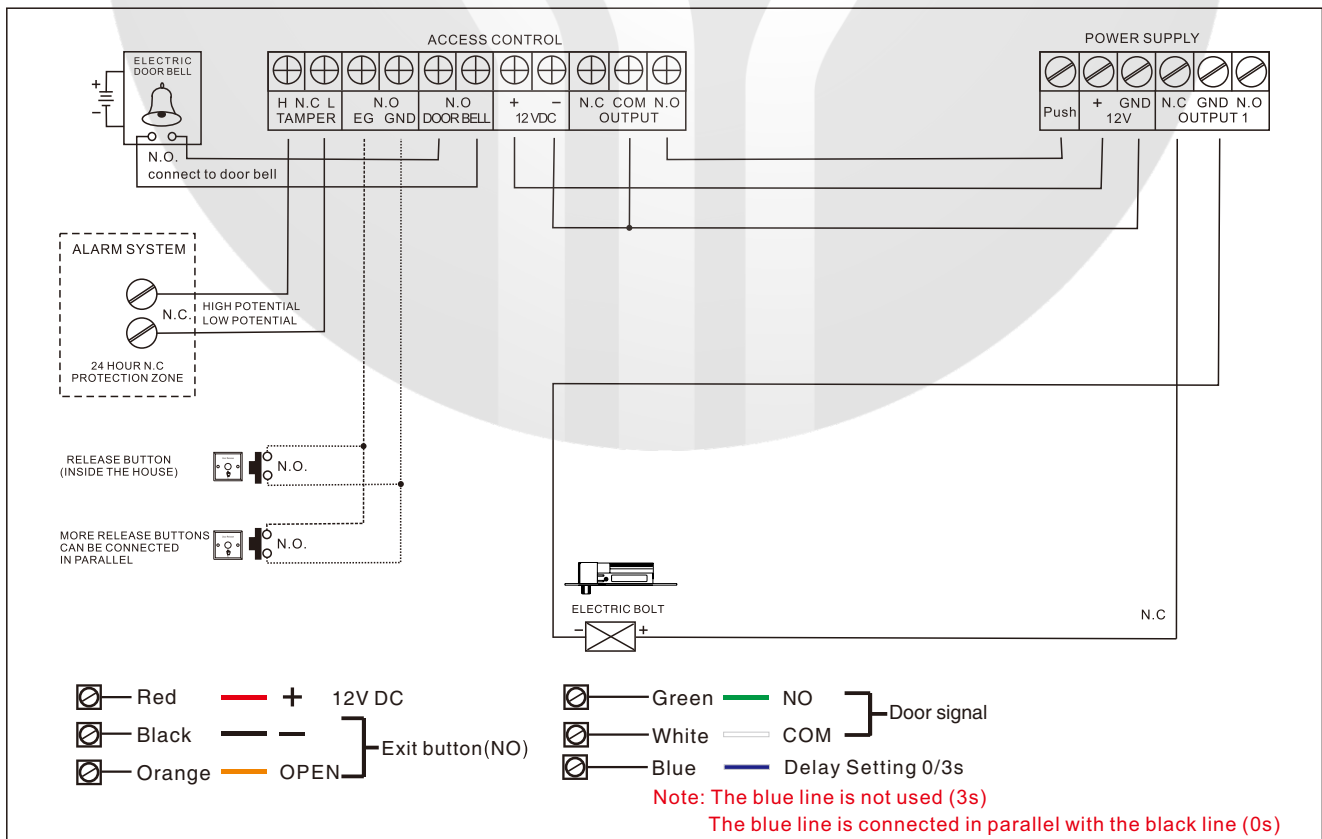 ACCESS CONTROL
POWER SUPPLY
ELECTRIC
DOOR BELL
+
−
H N.C L
TAMPER
N.O
EG GND
N.O
DOOR BELL
+ −
12 VDC
N.C COM N.O
OUTPUT
Push
+ GND
12V
N.C GND N.O
OUTPUT 1
N.O.
connect to door bell
ALARM SYSTEM
N.C.
HIGH POTENTIAL
LOW POTENTIAL
24 HOUR N.C
PROTECTION ZONE
RELEASE BUTTON
(INSIDE THE HOUSE)
N.O.
MORE RELEASE BUTTONS
CAN BE CONNECTED
IN PARALLEL
N.O.
ELECTRIC BOLT
− +
N.C
Red + 12V DC
Black −
Orange OPEN
Exit button(NO)
Green NO
White COM
Door signal
Blue Delay Setting 0/3s
Note: The blue line is not used (3s)
The blue line is connected in parallel with the black line (0s)